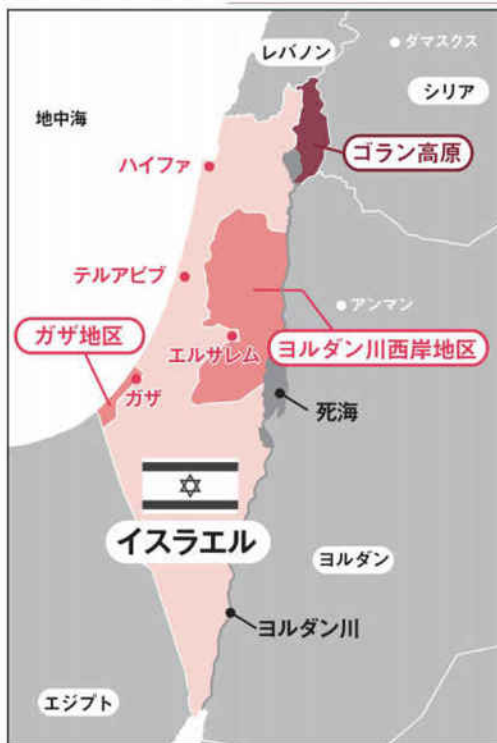 レバノン
ダマスクス
シリア
地中海
ゴラン高原
ハイファ
テルアビブ
アンマン
ガザ地区
エルサレム
ヨルダン川西岸地区
ガザ
死海
イスラエル
ヨルダン
ヨルダン川
エジプト